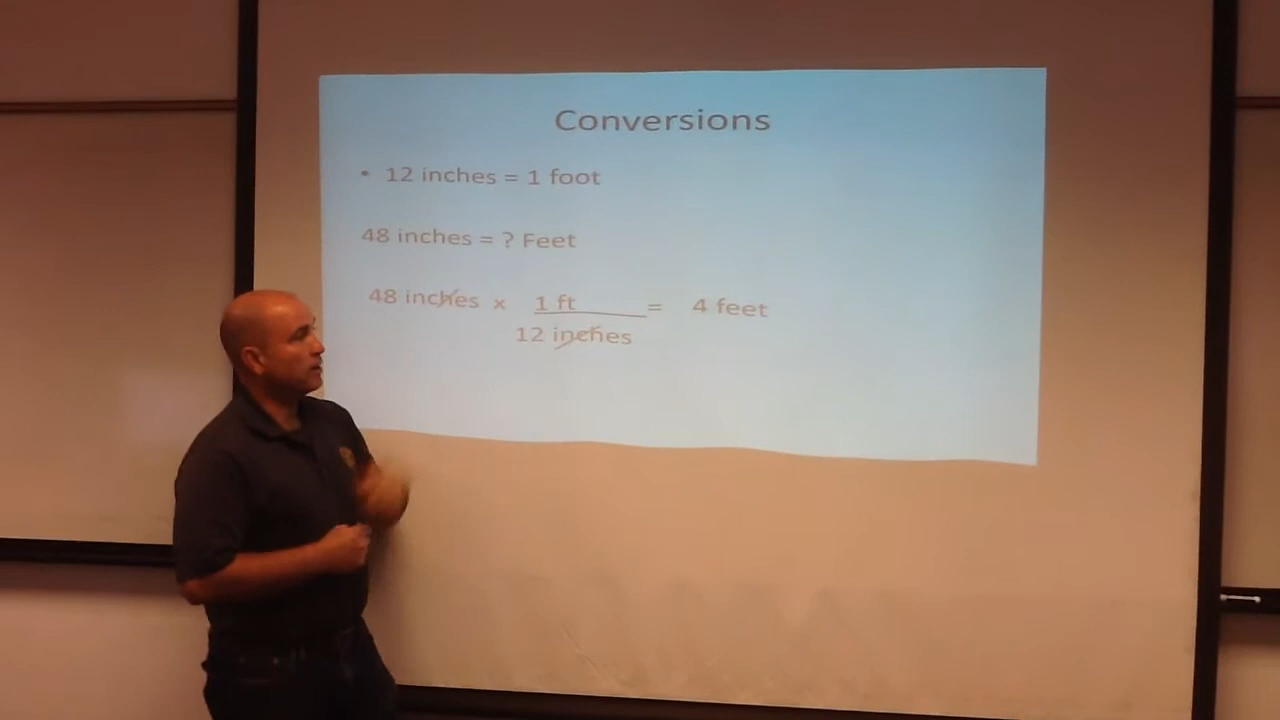 Conversions
• 12 inches = 1 foot
48 inches = ? Feet
48 inches x 1 ft = 4 feet
12 inches